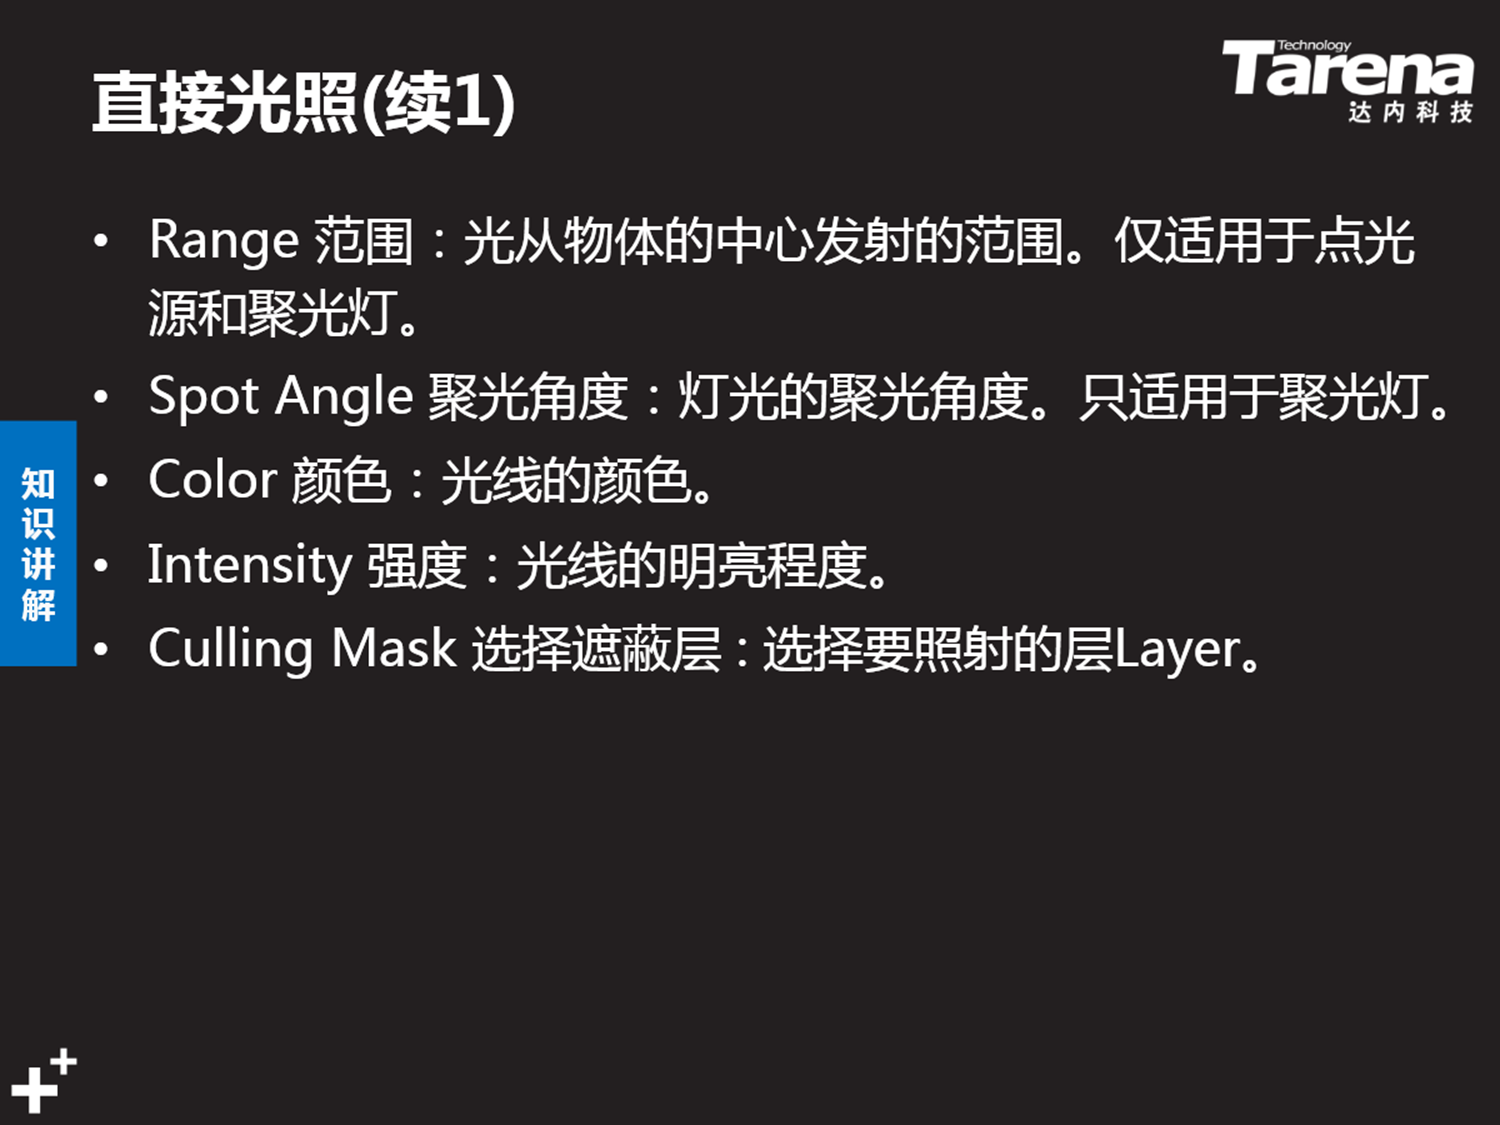 直接光照(续1)
Technology
Tarena
达内科技
• Range 范围：光从物体的中心发射的范围。仅适用于点光
源和聚光灯。
• Spot Angle 聚光角度：灯光的聚光角度。只适用于聚光灯。
• Color 颜色：光线的颜色。
• Intensity 强度：光线的明亮程度。
• Culling Mask 选择遮蔽层：选择要照射的层Layer。
知识讲解